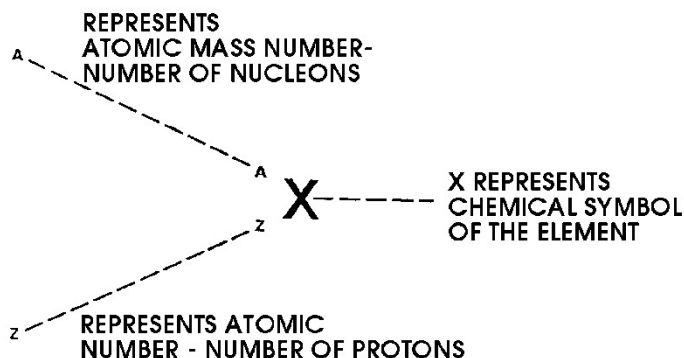 REPRESENTS
ATOMIC MASS NUMBER-
NUMBER OF NUCLEONS
A
A
X
Z
X REPRESENTS
CHEMICAL SYMBOL
OF THE ELEMENT
Z
REPRESENTS ATOMIC
NUMBER - NUMBER OF PROTONS